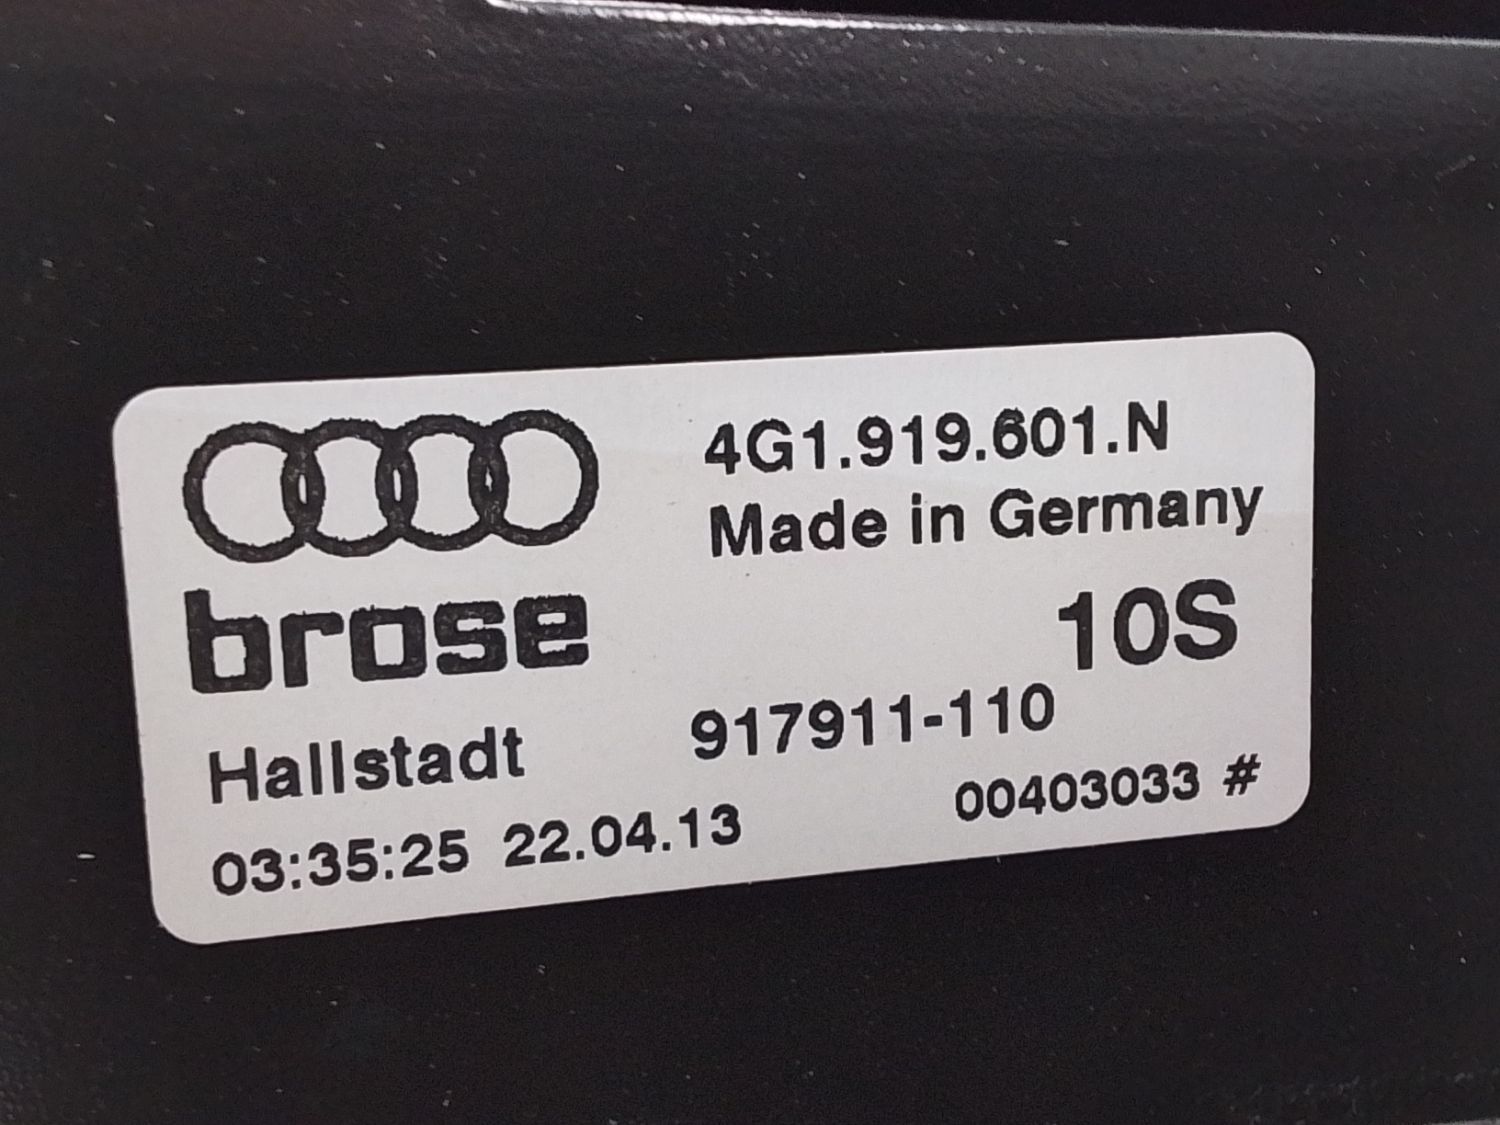 4G1.919.601.N
Made in Germany
brose
10S
Hallstadt 917911-110
03:35:25 22.04.13 00403033 #